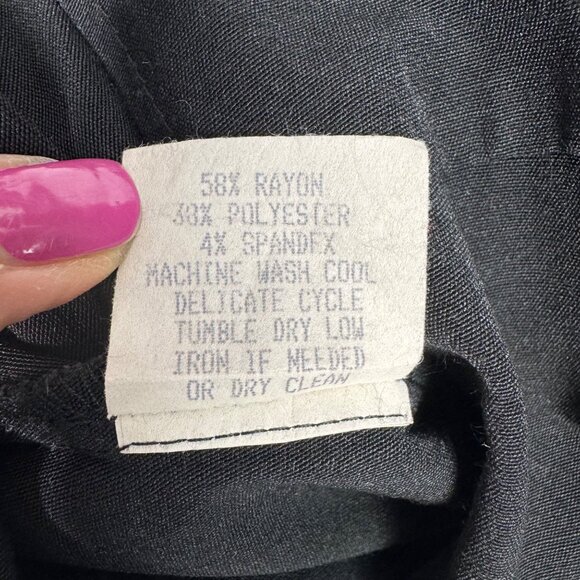 58% RAYON
38% POLYESTER
4% SPANDEX
MACHINE WASH COOL
DELICATE CYCLE
TUMBLE DRY LOW
IRON IF NEEDED
OR DRY CLEAN